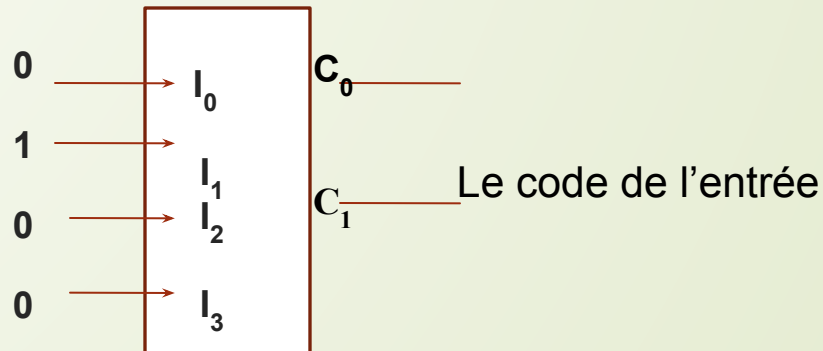 0 I₀ C₀
1 I₁
Le code de l’entrée
0 I₂ C₁
0 I₃